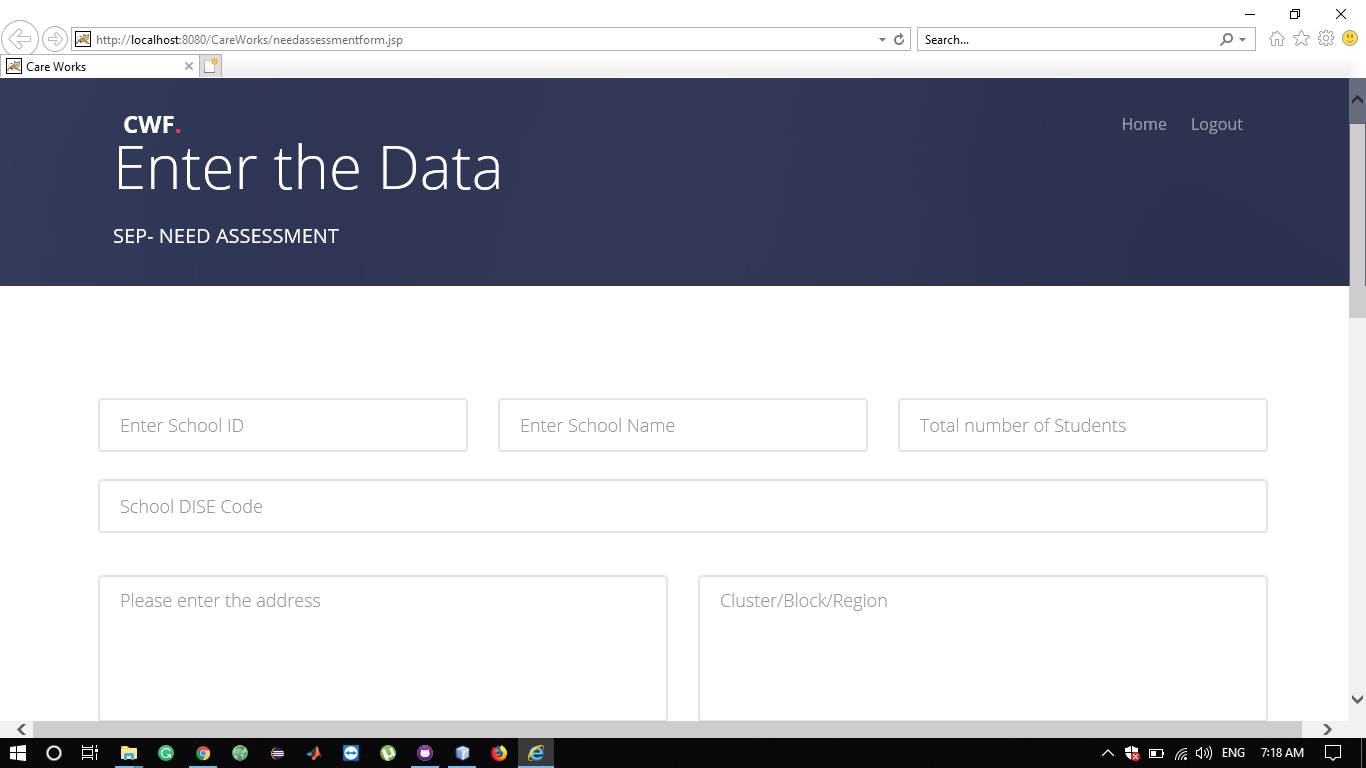 http://localhost:8080/CareWorks/needassessmentform.jsp
Search...
Care Works
CWF.
Home
Logout
Enter the Data
SEP- NEED ASSESSMENT
Enter School ID
Enter School Name
Total number of Students
School DISE Code
Please enter the address
Cluster/Block/Region
ENG
7:18 AM